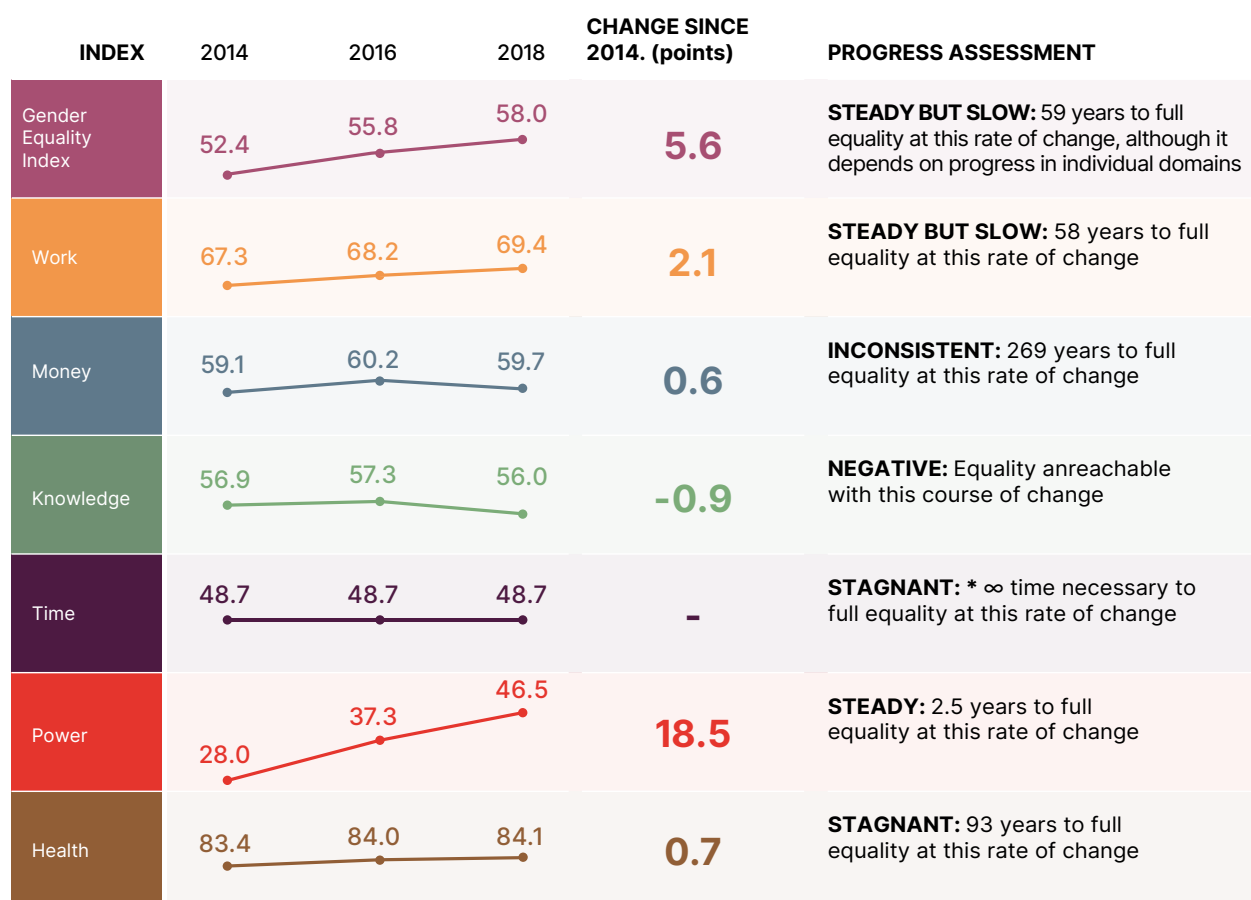 CHANGE SINCE
INDEX 2014 2016 2018 2014. (points) PROGRESS ASSESSMENT
Gender
Equality
Index
52.4 55.8 58.0
5.6
STEADY BUT SLOW: 59 years to full
equality at this rate of change, although it
depends on progress in individual domains
Work
67.3 68.2 69.4
2.1
STEADY BUT SLOW: 58 years to full
equality at this rate of change
Money
59.1 60.2 59.7
0.6
INCONSISTENT: 269 years to full
equality at this rate of change
Knowledge
56.9 57.3 56.0
-0.9
NEGATIVE: Equality anreachable
with this course of change
Time
48.7 48.7 48.7
-
STAGNANT: * ∞ time necessary to
full equality at this rate of change
Power
28.0 37.3 46.5
18.5
STEADY: 2.5 years to full
equality at this rate of change
Health
83.4 84.0 84.1
0.7
STAGNANT: 93 years to full
equality at this rate of change